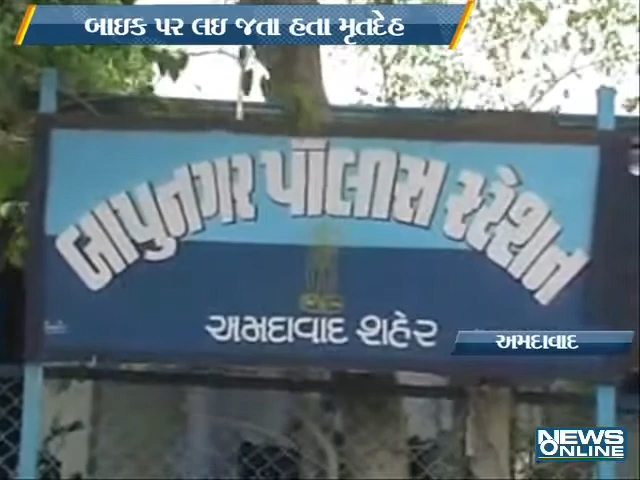 બાઇક પર લઇ જતા હતા મૃતદેહ
બાપુનગર પોલીસ સ્ટેશન
અમદાવાદ શહેર
અમદાવાદ
NEWS
ONLINE